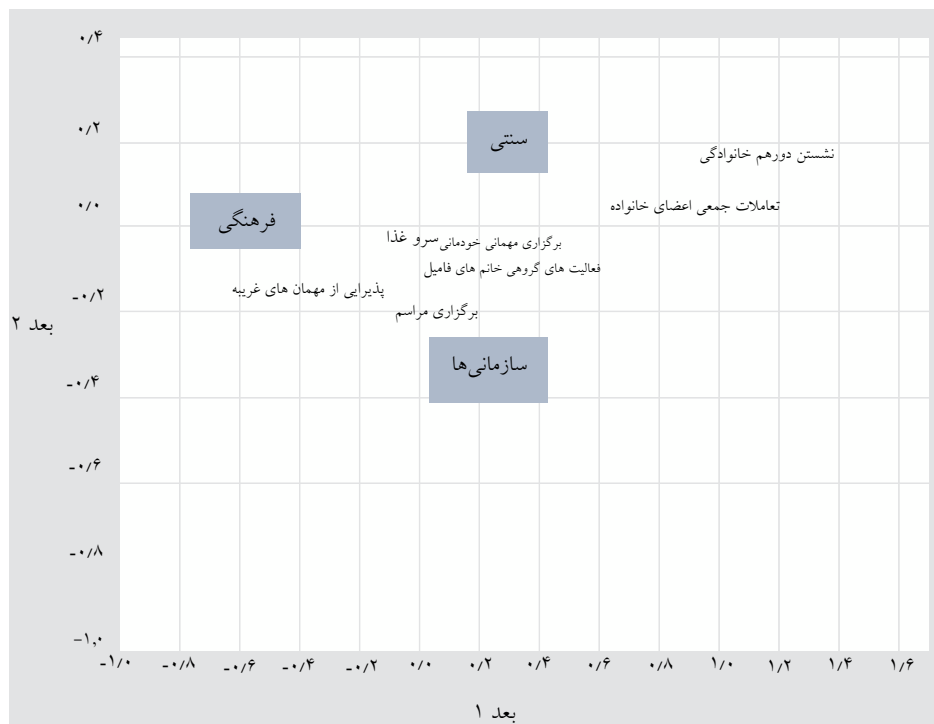 ۰/۴
سنتی
۰/۲
نشستن دورهم خانوادگی
۰/۰
تعاملات جمعی اعضای خانواده
فرهنگی
برگزاری مهمانی خودمانی سرو غذا
فعالیت های گروهی خانم های فامیل
-۰/۲
پذیرایی از مهمان های غریبه
برگزاری مراسم
بعد ۲
سازمانی‌ها
-۰/۴
-۰/۶
-۰/۸
-۱,۰
-۱/۰ -۰/۸ -۰/۶ -۰/۴ -۰/۲ ۰/۰ ۰/۲ ۰/۴ ۰/۶ ۰/۸ ۱/۰ ۱/۲ ۱/۴ ۱/۶
بعد ۱